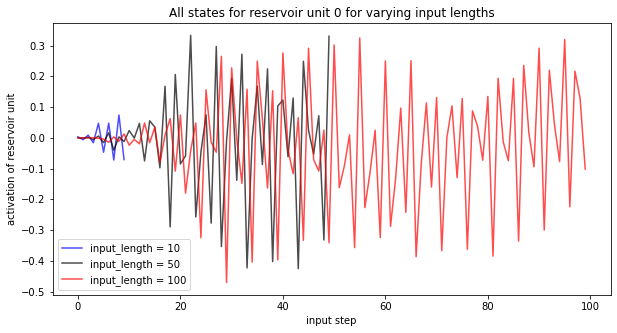 All states for reservoir unit 0 for varying input lengths
activation of reservoir unit
0.3
0.2
0.1
0.0
−0.1
−0.2
−0.3
−0.4
−0.5
input_length = 10
input_length = 50
input_length = 100
0 20 40 60 80 100
input step